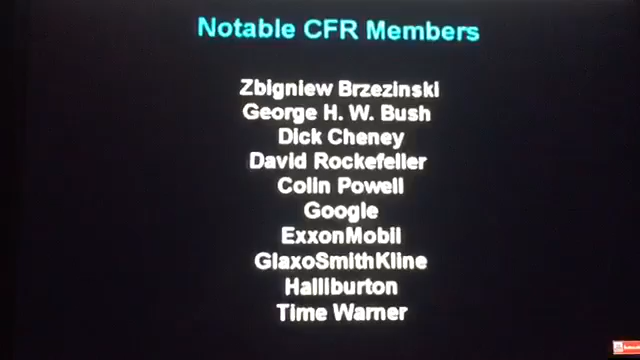 Notable CFR Members
Zbigniew Brzezinski
George H. W. Bush
Dick Cheney
David Rockefeller
Colin Powell
Google
ExxonMobil
GlaxoSmithKline
Halliburton
Time Warner